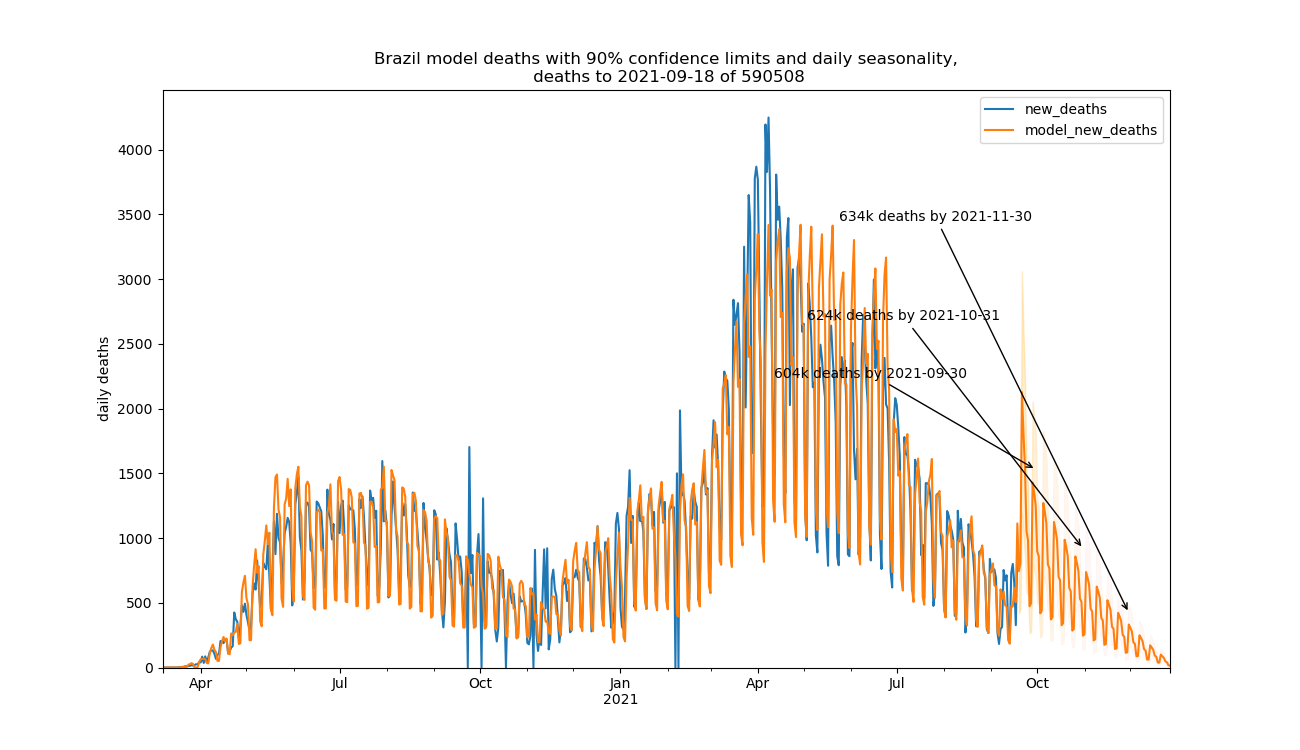 Brazil model deaths with 90% confidence limits and daily seasonality,
deaths to 2021-09-18 of 590508
new_deaths
model_new_deaths
daily deaths
4000
3500
3000
2500
2000
1500
1000
500
0
634k deaths by 2021-11-30
624k deaths by 2021-10-31
604k deaths by 2021-09-30
Apr
Jul
Oct
Jan
2021
Apr
Jul
Oct